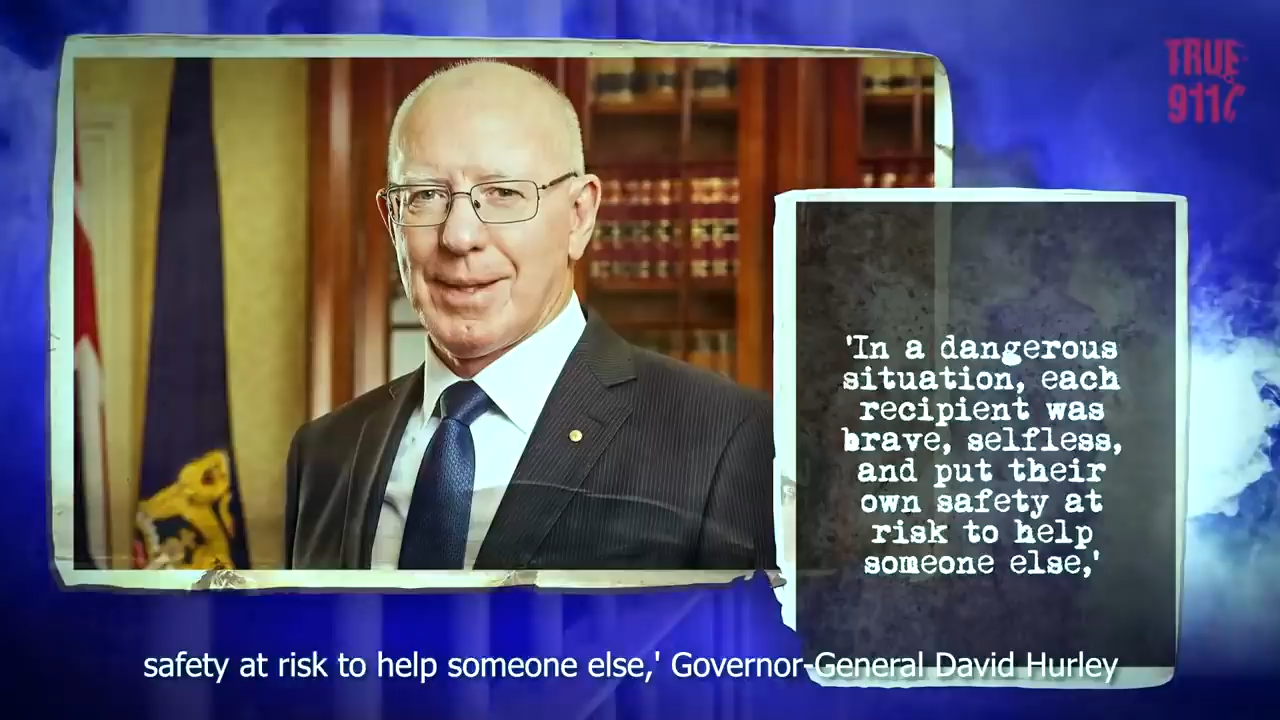 TRUE
911
'In a dangerous
situation, each
recipient was
brave, selfless,
and put their
own safety at
risk to help
someone else,'
safety at risk to help someone else,' Governor-General David Hurley